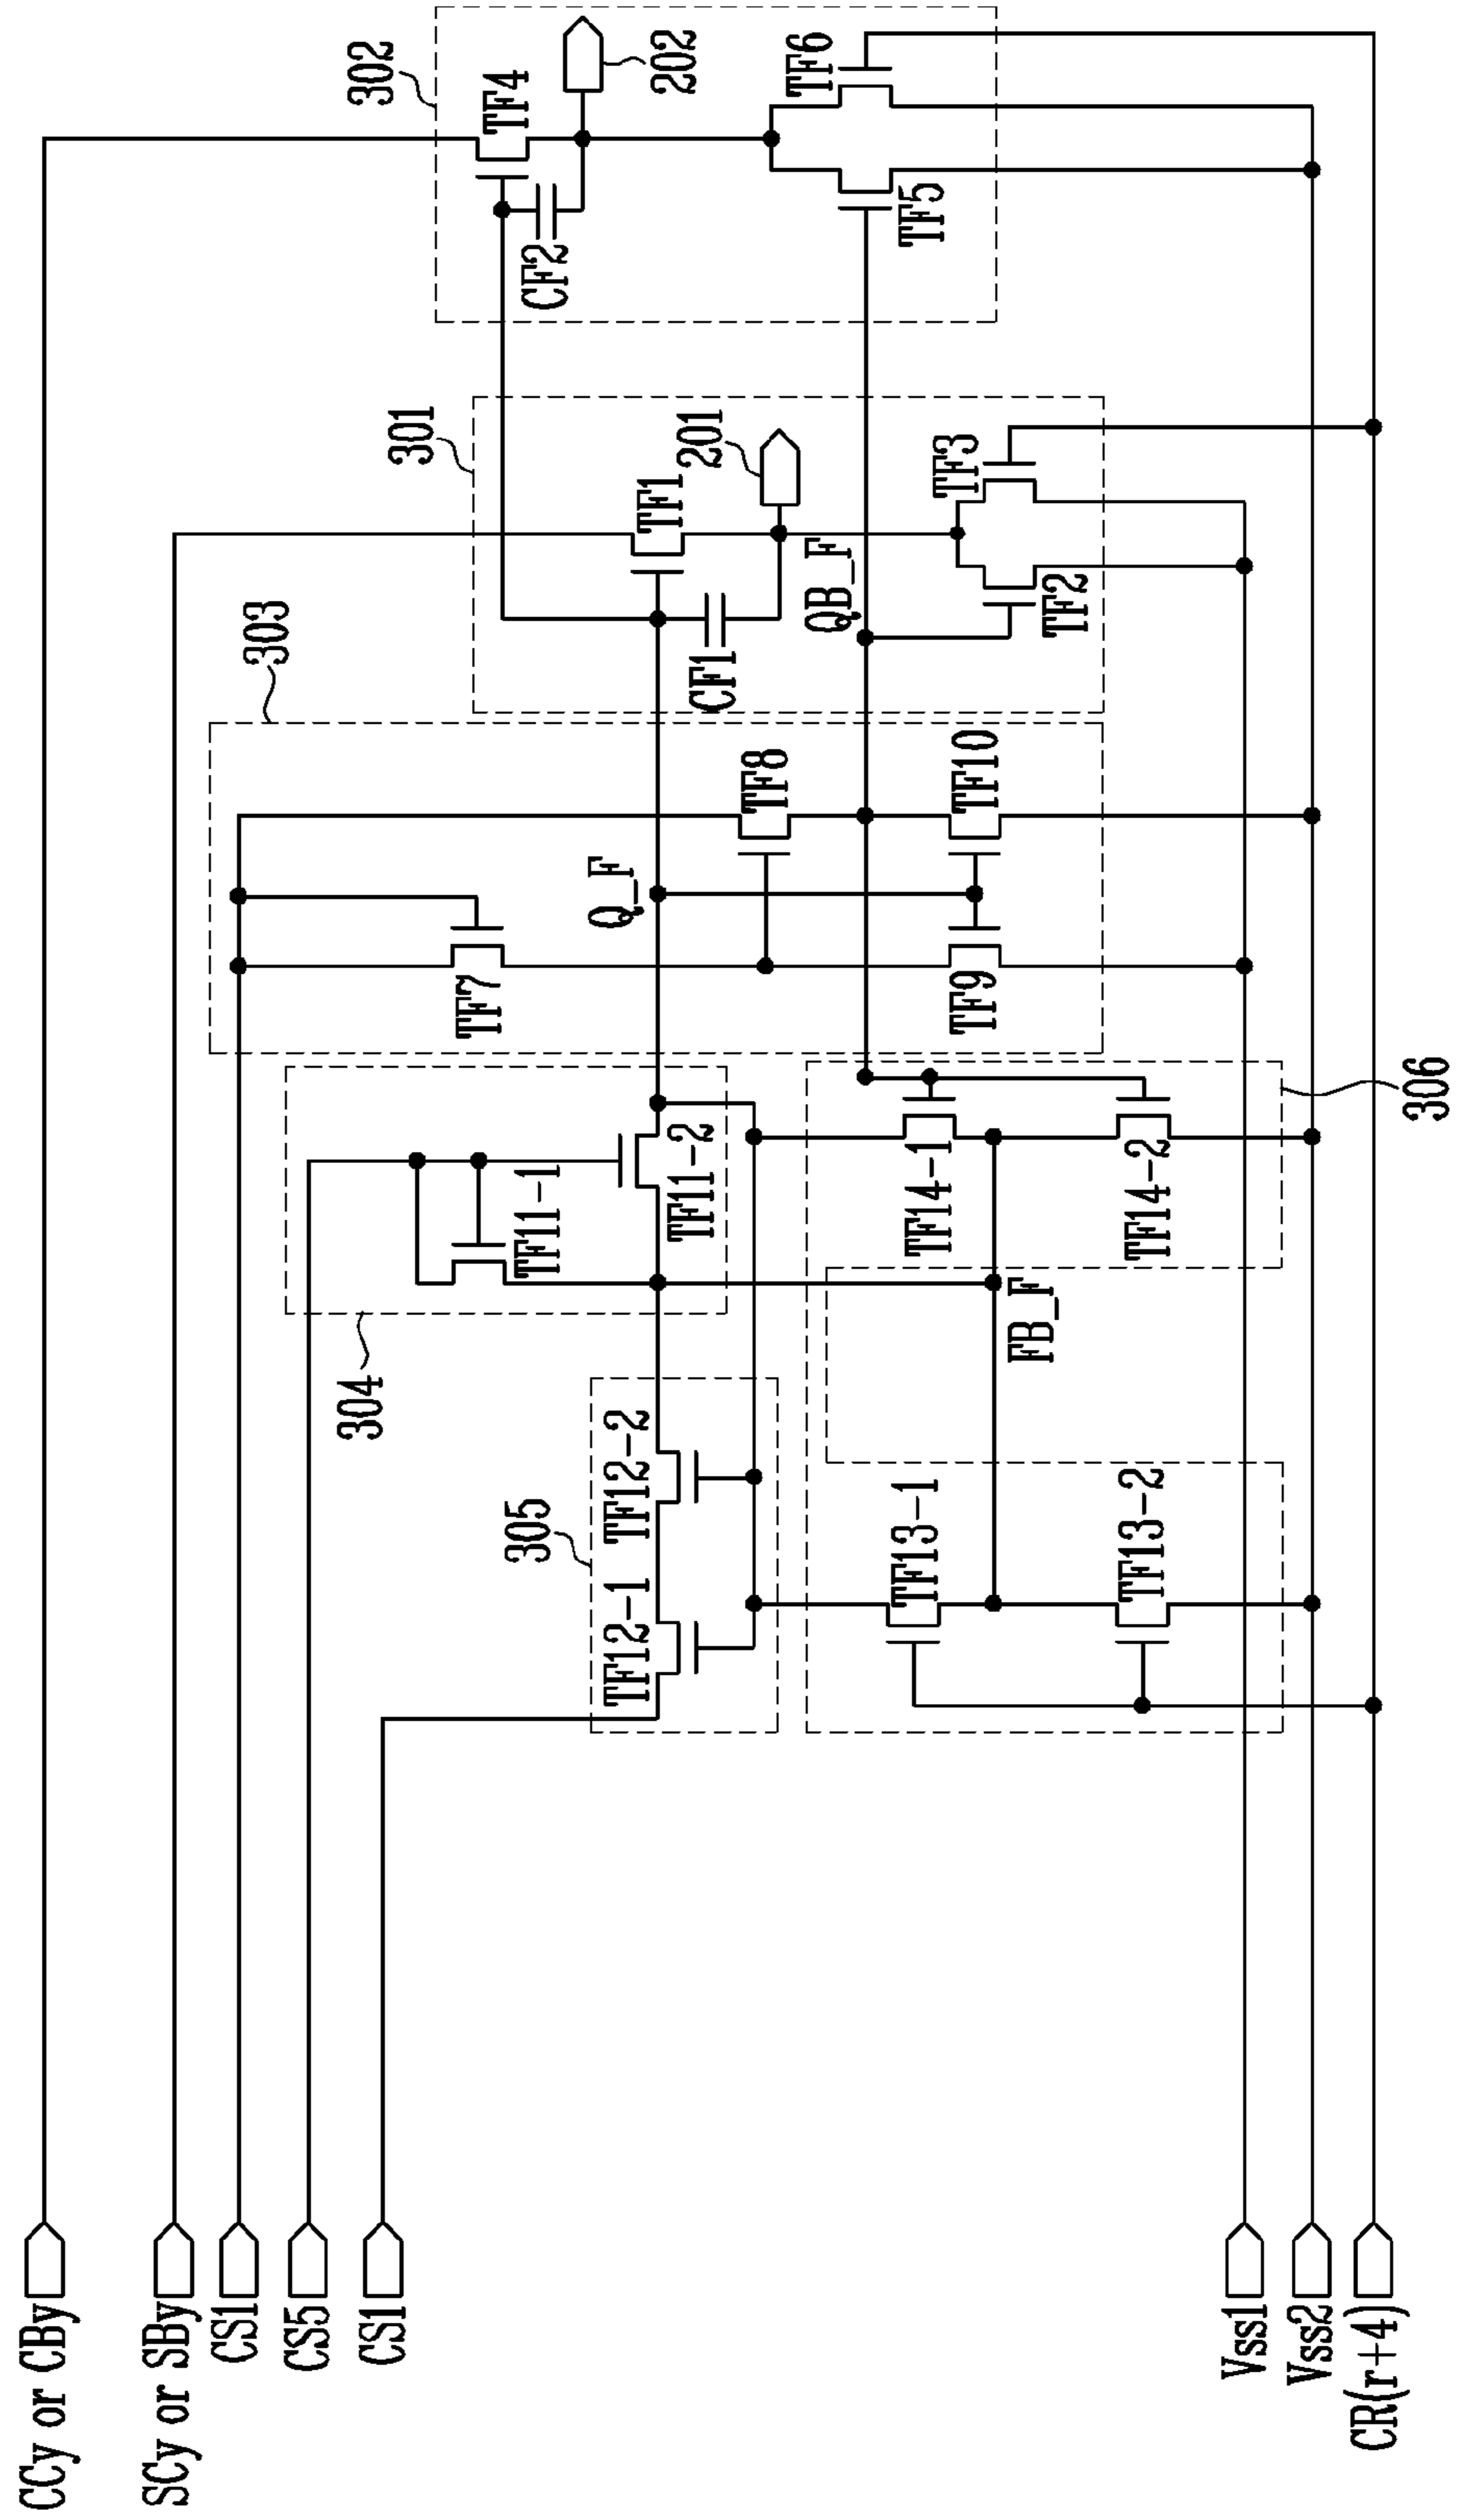 CCy or CBy
SCy or SBy
CS1
CS5
CS1
Vss1
Vss2
CR(r+4)
305
TF12-1
TF12-2
TF13-1
TF13-2
304
TF11-1
TF11-2
FB_F
TF14-1
TF14-2
306
303
TF7
Q_F
TF8
TF9
TF10
301
TF1
201
CF1
QB_F
TF3
TF2
302
TF4
202
CF2
TF6
TF5